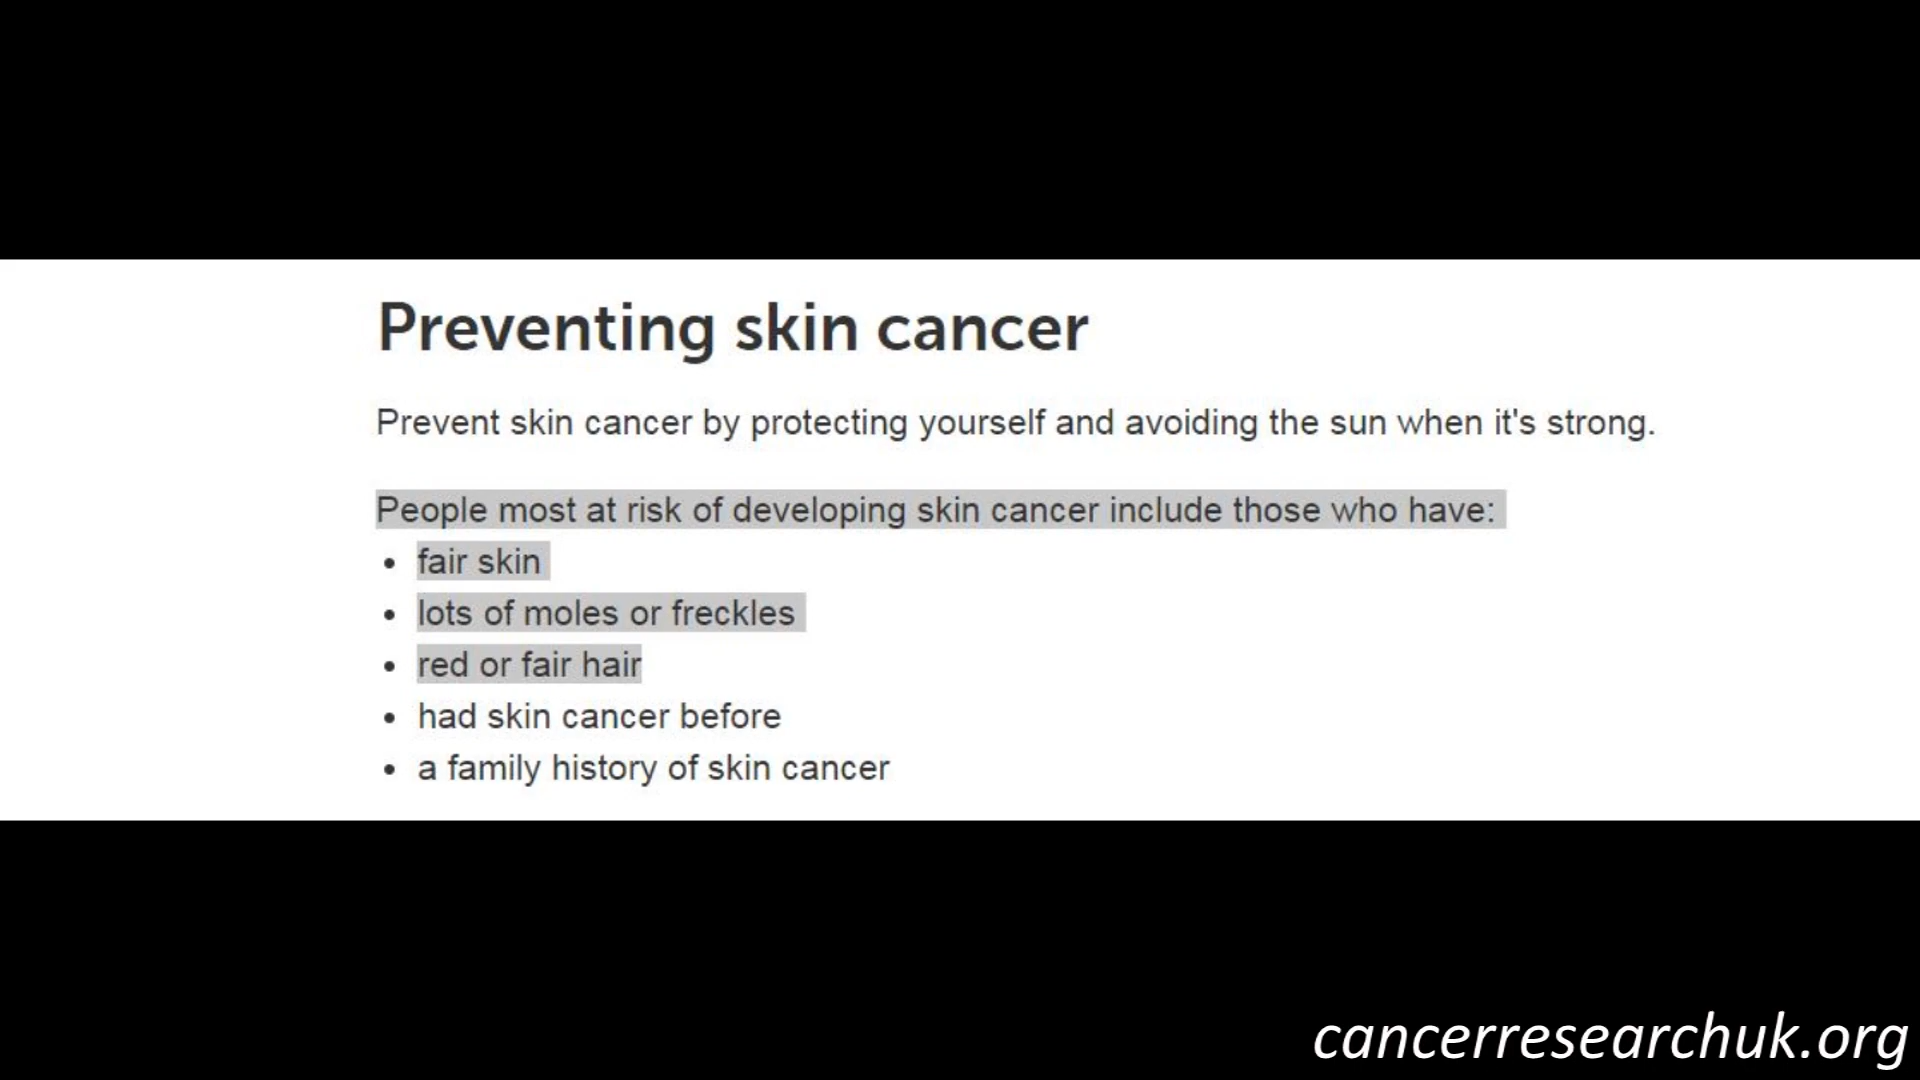 Preventing skin cancer
Prevent skin cancer by protecting yourself and avoiding the sun when it's strong.
People most at risk of developing skin cancer include those who have:
• fair skin
• lots of moles or freckles
• red or fair hair
• had skin cancer before
• a family history of skin cancer
cancerresearchuk.org